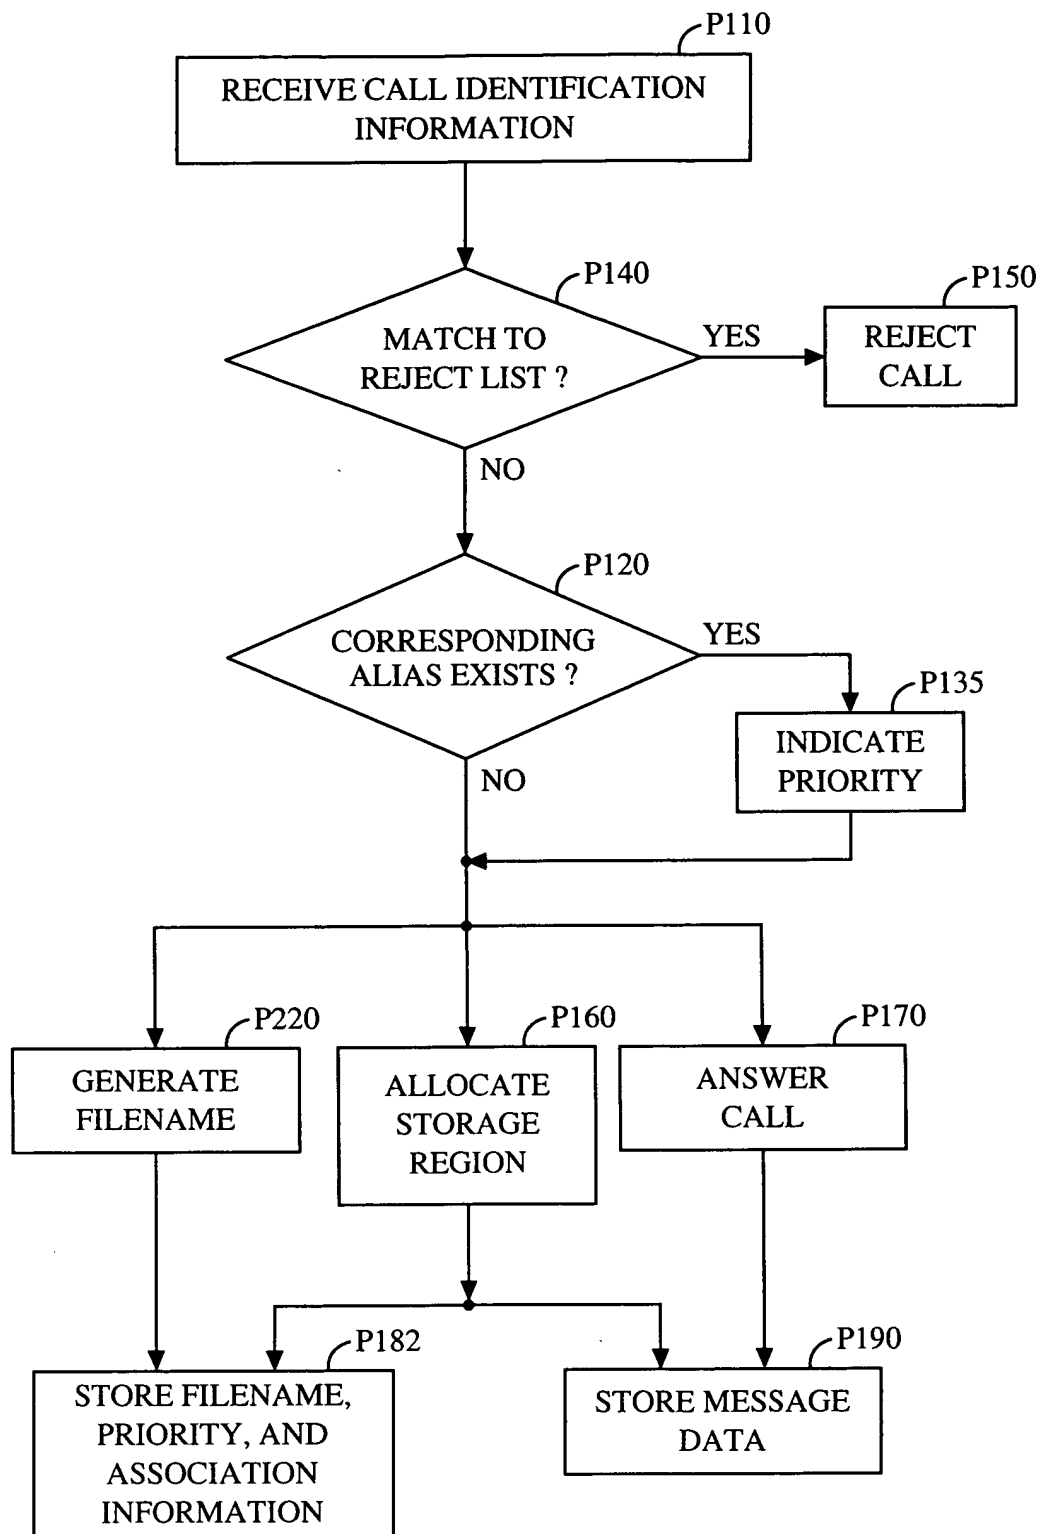 P110
RECEIVE CALL IDENTIFICATION
INFORMATION
P140
MATCH TO
REJECT LIST ?
YES
P150
REJECT
CALL
NO
P120
CORRESPONDING
ALIAS EXISTS ?
YES
P135
INDICATE
PRIORITY
NO
P220
GENERATE
FILENAME
P160
ALLOCATE
STORAGE
REGION
P170
ANSWER
CALL
P182
STORE FILENAME,
PRIORITY, AND
ASSOCIATION
INFORMATION
P190
STORE MESSAGE
DATA